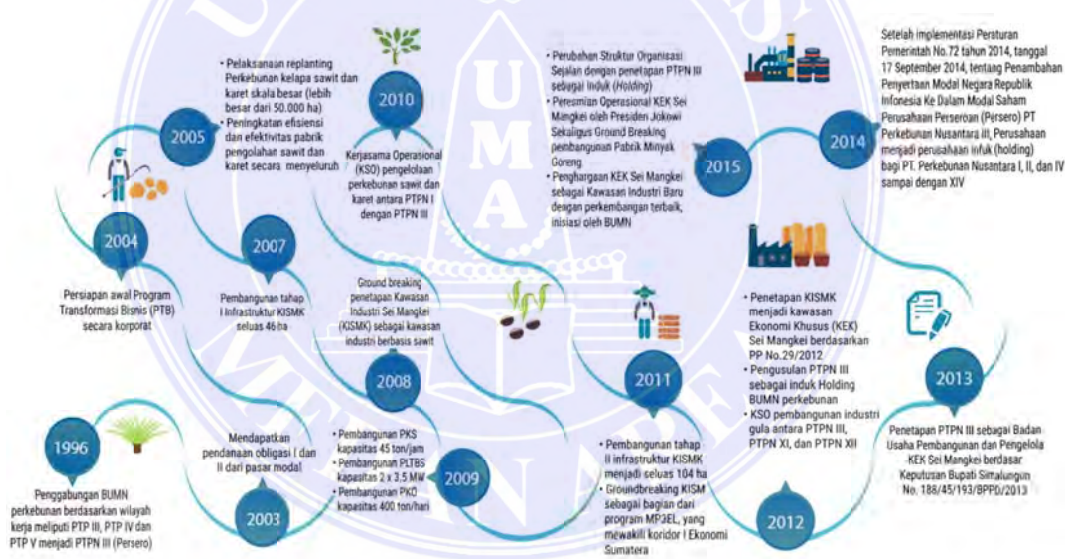 1996
Penggabungan BUMN
perkebunan berdasarkan wilayah
kerja meliputi PTP III, PTP IV dan
PTP V menjadi PTPN III (Persero)
Mendapatkan
pendanaan obligasi I dan
II dari pasar modal
2003
2004
Persiapan awal Program
Transformasi Bisnis (PTB)
secara korporat
2005
• Pelaksanaan replanting
Perkebunan kelapa sawit dan
karet skala besar (lebih
besar dari 50.000 ha)
• Peningkatan efisiensi
dan efektivitas pabrik
pengolahan sawit dan
karet secara menyeluruh
2007
Pembangunan tahap
I Infrastruktur KISMK
seluas 46 ha
Ground breaking
penetapan Kawasan
Industri Sei Mangkei
(KISMK) sebagai kawasan
industri berbasis sawit
2008
• Pembangunan PKS
kapasitas 45 ton/jam
• Pembangunan PLTBS
kapasitas 2 x 3,5 MW
• Pembangunan PKO
kapasitas 400 ton/hari
2009
2010
Kerjasama Operasional
(KSO) pengelolaan
perkebunan sawit dan
karet antara PTPN I
dengan PTPN III
2011
• Pembangunan tahap
II infrastruktur KISMK
menjadi seluas 104 ha
• Groundbreaking KISM
sebagai bagian dari
program MP3EL, yang
mewakili koridor I Ekonomi
Sumatera
• Penetapan KISMK
menjadi kawasan
Ekonomi Khusus (KEK)
Sei Mangkei berdasarkan
PP No.29/2012
• Pengusulan PTPN III
sebagai induk Holding
BUMN perkebunan
• KSO pembangunan industri
gula antara PTPN III,
PTPN XI, dan PTPN XII
2012
2013
Penetapan PTPN III sebagai Badan
Usaha Pembangunan dan Pengelola
KEK Sei Mangkei berdasar
Keputusan Bupati Simalungun
No. 188/45/193/BPPD/2013
2014
Setelah implementasi Peraturan
Pemerintah No.72 tahun 2014, tanggal
17 September 2014, tentang Penambahan
Penyertaan Modal Negara Republik
Infonesia Ke Dalam Modal Saham
Perusahaan Perseroan (Persero) PT
Perkebunan Nusantara III, Perusahaan
menjadi perusahaan infuk (holding)
bagi PT. Perkebunan Nusantara I, II, dan IV
sampai dengan XIV
2015
• Perubahan Struktur Organisasi
Sejalan dengan penetapan PTPN III
sebagai Induk (Holding)
• Peresmian Operasional KEK Sei
Mangkei oleh Presiden Jokowi
Sekaligus Ground Breaking
pembangunan Pabrik Minyak
Goreng
• Penghargaan KEK Sei Mangkei
sebagai Kawasan Industri Baru
dengan perkembangan terbaik,
inisiasi oleh BUMN
UMA